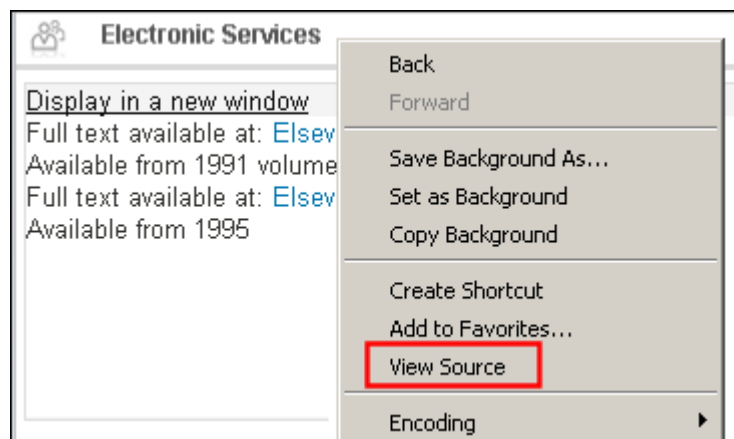 Electronic Services
Display in a new window
Full text available at: Elsev
Available from 1991 volume
Full text available at: Elsev
Available from 1995
Back
Forward
Save Background As...
Set as Background
Copy Background
Create Shortcut
Add to Favorites...
View Source
Encoding